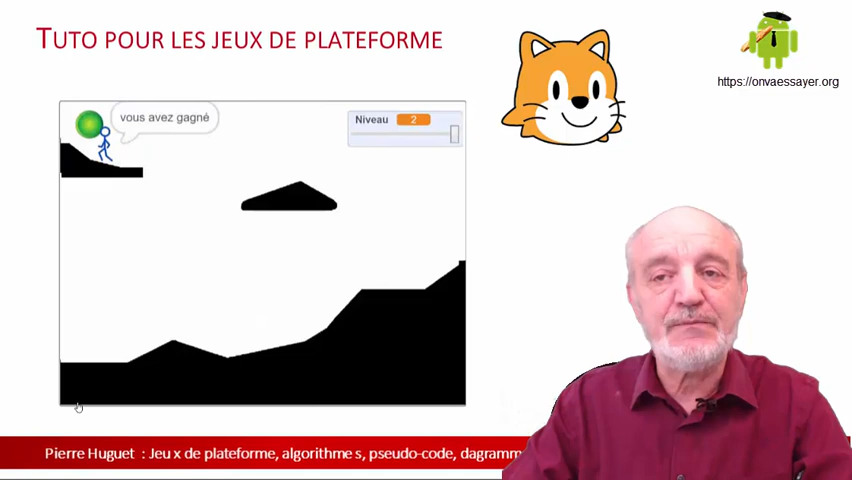 TUTO POUR LES JEUX DE PLATEFORME
https://onvaessayer.org
vous avez gagné
Niveau 2
Pierre Huguet : Jeu x de plateforme, algorithme s, pseudo-code, dagramm